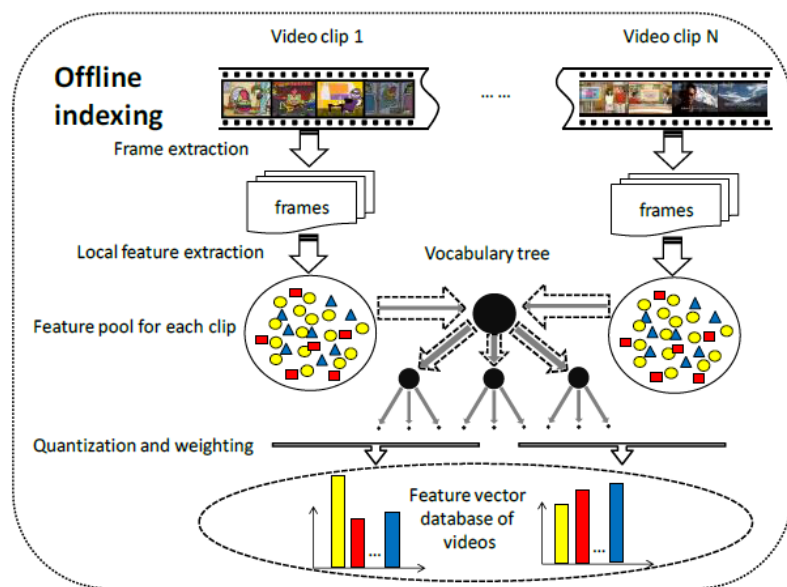 Video clip 1
Video clip N
Offline
indexing
... ...
Frame extraction
frames
frames
Local feature extraction
Vocabulary tree
Feature pool for each clip
Quantization and weighting
Feature vector
database of
videos
...
...